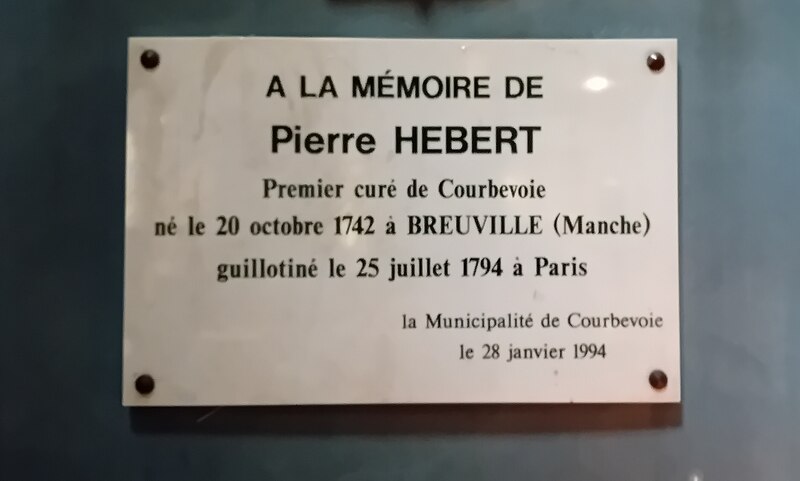 A LA MÉMOIRE DE
Pierre HEBERT
Premier curé de Courbevoie
né le 20 octobre 1742 à BREUVILLE (Manche)
guillotiné le 25 juillet 1794 à Paris
la Municipalité de Courbevoie
le 28 janvier 1994